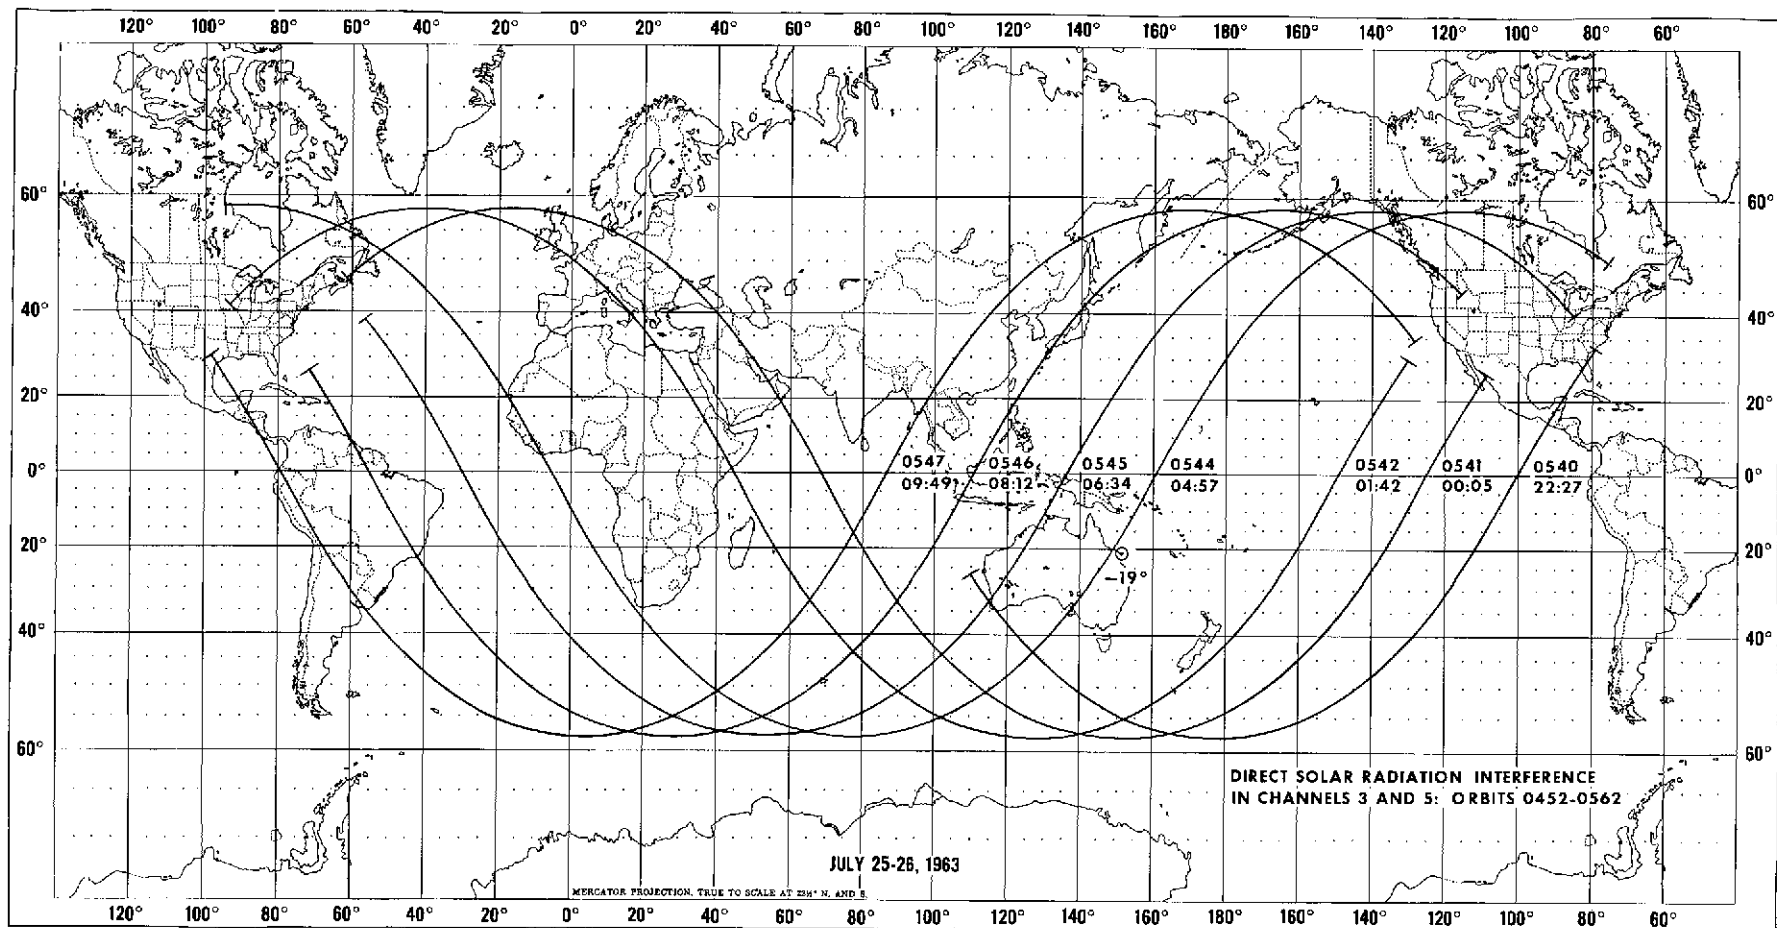 120° 100° 80° 60° 40° 20° 0° 20° 40° 60° 80° 100° 120° 140° 160° 180° 160° 140° 120° 100° 80° 60°
60° 60°
40° 40°
20° 20°
0547 0546 0545 0544 0542 0541 0540
0° 0°
09:49 08:12 06:34 04:57 01:42 00:05 22:27
20° 20°
–19°
40° 40°
60° 60°
DIRECT SOLAR RADIATION INTERFERENCE
IN CHANNELS 3 AND 5: ORBITS 0452-0562
JULY 25-26, 1963
MERCATOR PROJECTION, TRUE TO SCALE AT 23½° N. AND S.
120° 100° 80° 60° 40° 20° 0° 20° 40° 60° 80° 100° 120° 140° 160° 180° 160° 140° 120° 100° 80° 60°